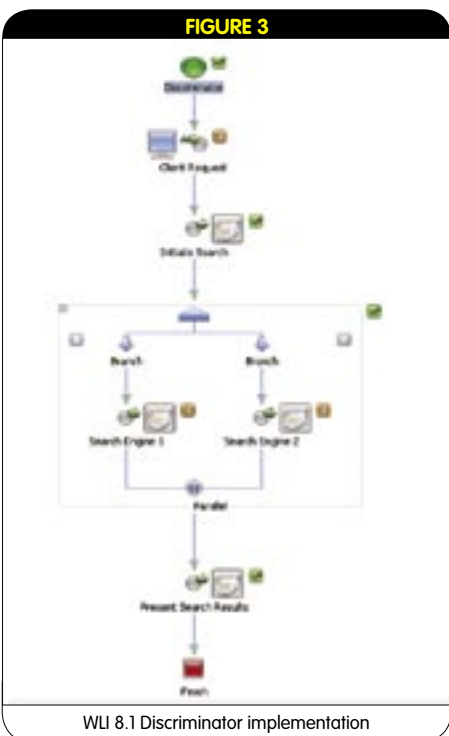 FIGURE 3
Discriminator
Client Request
Initiate Search
Branch Branch
Search Engine 1 Search Engine 2
Parallel
Present Search Results
Finish
WLI 8.1 Discriminator implementation